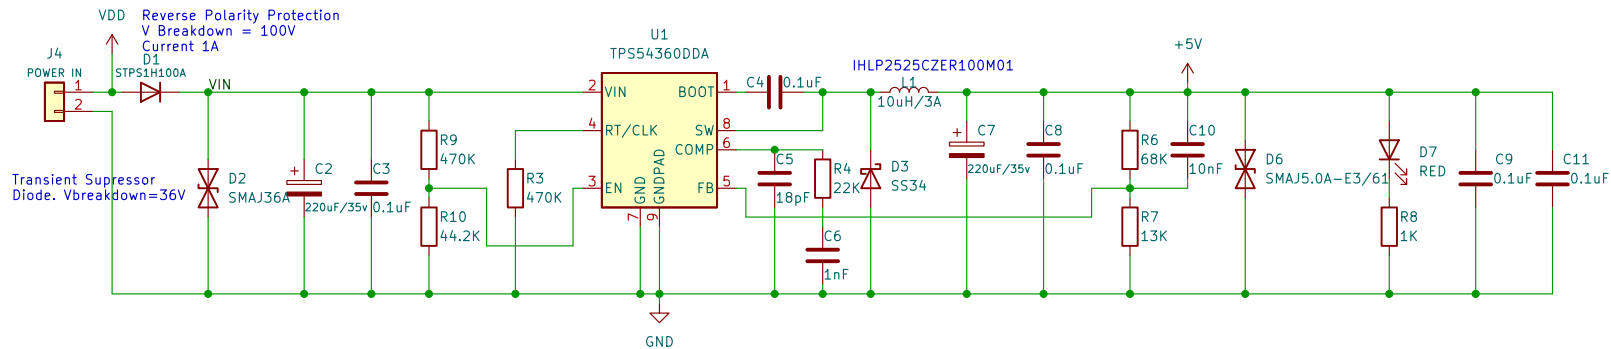 VDD
Reverse Polarity Protection
V Breakdown = 100V
Current 1A
J4
POWER IN
1
2
D1
STPS1H100A
VIN
Transient Supressor
Diode. Vbreakdown=36V
D2
SMAJ36A
C2
220uF/35v
C3
0.1uF
R9
470K
R10
44.2K
R3
470K
U1
TPS54360DDA
2
VIN
4
RT/CLK
3
EN
BOOT
1
SW
8
COMP
6
FB
5
GND
7
GNDPAD
9
GND
C4
0.1uF
C5
18pF
R4
22K
C6
1nF
D3
SS34
IHLP2525CZER100M01
L1
10uH/3A
C7
220uF/35v
C8
0.1uF
R6
68K
R7
13K
+5V
C10
10nF
D6
SMAJ5.0A-E3/61
D7
RED
R8
1K
C9
0.1uF
C11
0.1uF